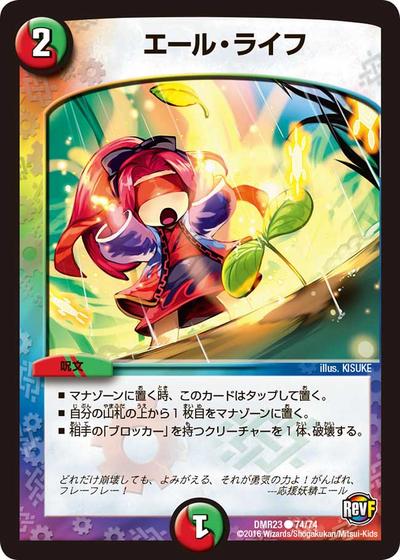 2
エール・ライフ
呪文
illus. KISUKE
■ マナゾーンに置く時、このカードはタップして置く。
■ 自分の山札の上から1枚目をマナゾーンに置く。
■ 相手の「ブロッカー」を持つクリーチャーを1体、破壊する。
どれだけ崩壊しても、よみがえる、それが勇気の力よ！がんばれ、
フレーフレー！ ---応援妖精エール
1
DMR23 ● 74/74
©2016 Wizards/Shogakukan/Mitsui-Kids
RevF